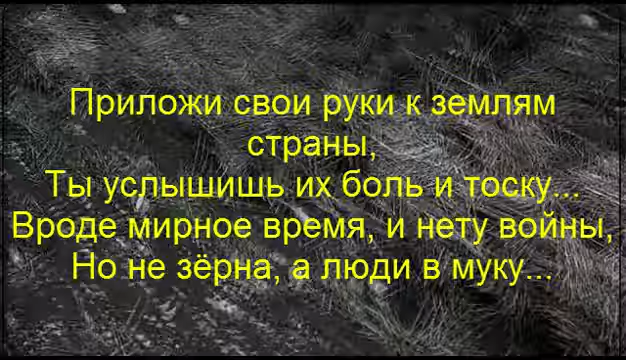 Приложи свои руки к землям
страны,
Ты услышишь их боль и тоску...
Вроде мирное время, и нету войны,
Но не зёрна, а люди в муку...